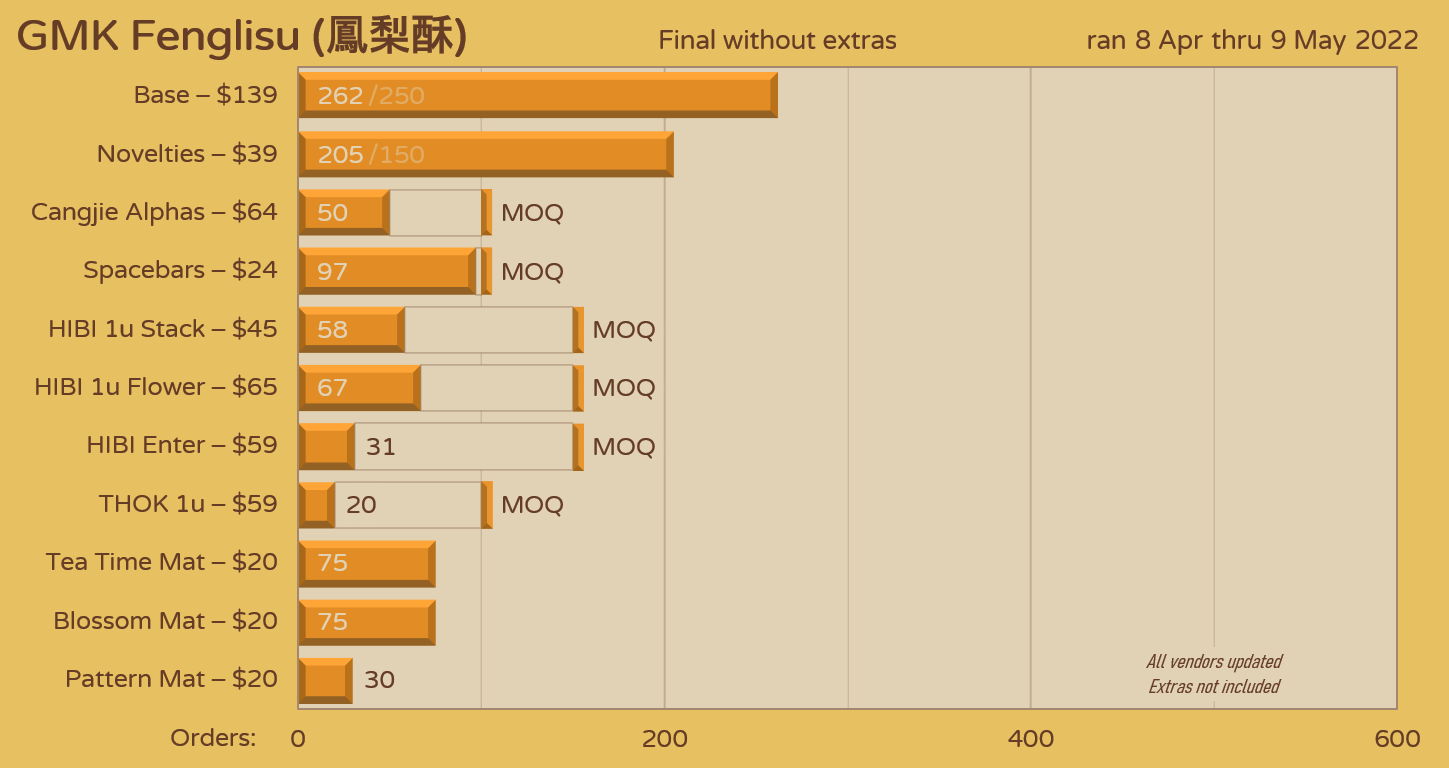 GMK Fenglisu (鳳梨酥)
Final without extras
ran 8 Apr thru 9 May 2022
Base – $139
262 /250
Novelties – $39
205 /150
Cangjie Alphas – $64
50
MOQ
Spacebars – $24
97
MOQ
HIBI 1u Stack – $45
58
MOQ
HIBI 1u Flower – $65
67
MOQ
HIBI Enter – $59
31
MOQ
THOK 1u – $59
20
MOQ
Tea Time Mat – $20
75
Blossom Mat – $20
75
Pattern Mat – $20
30
All vendors updated
Extras not included
Orders: 0 200 400 600